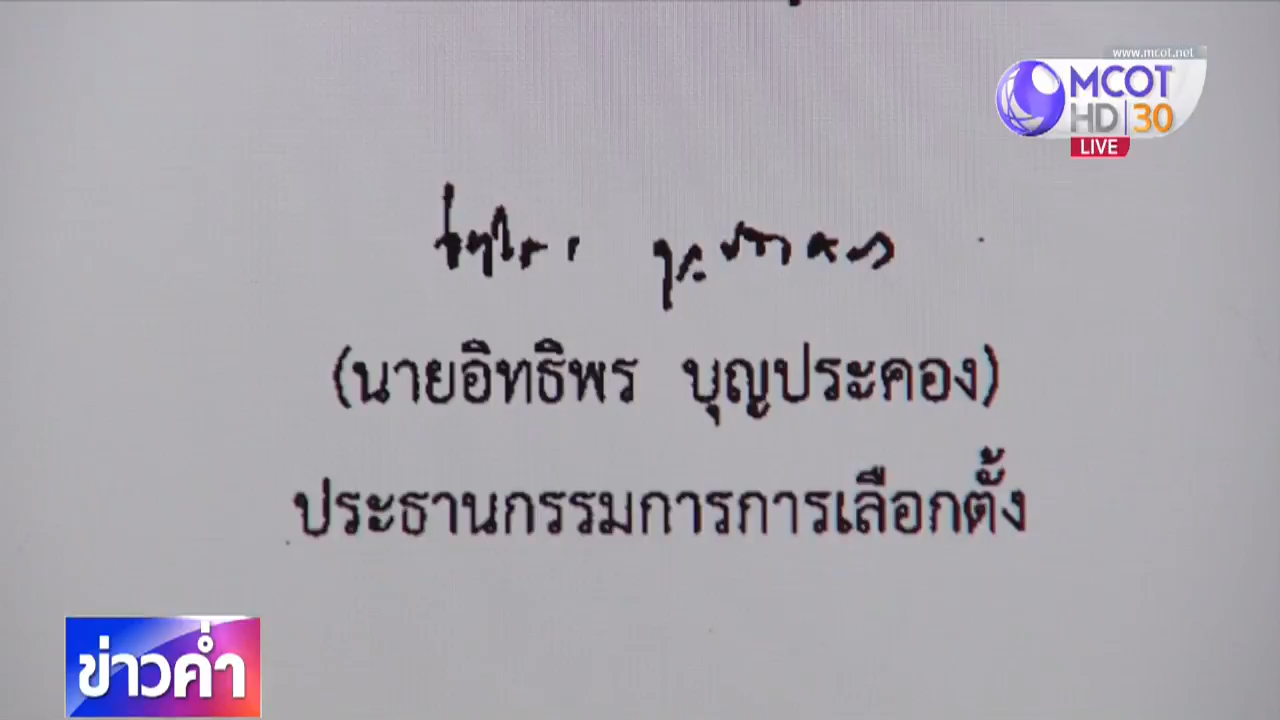 www.mcot.net
MCOT
HD 30
LIVE
(นายอิทธิพร บุญประคอง)
ประธานกรรมการการเลือกตั้ง
ข่าวค่ำ